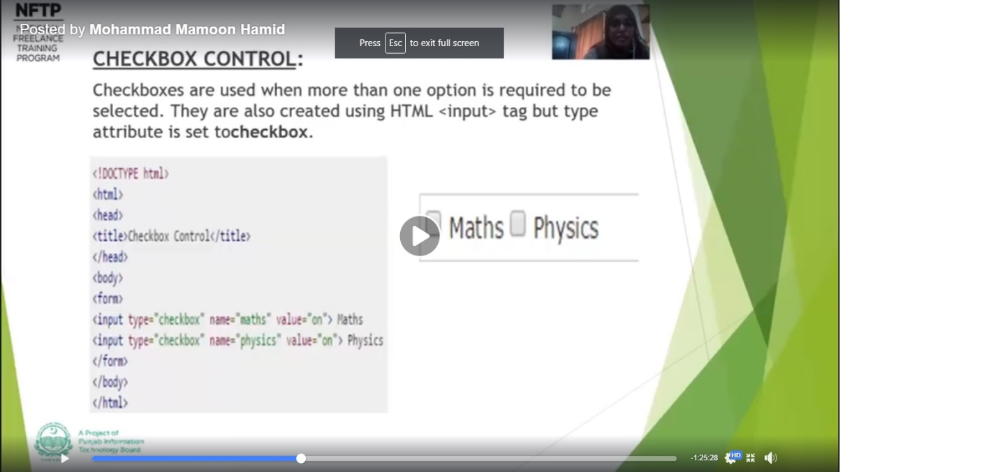 NFTP
NATIONAL
FREELANCE
TRAINING
PROGRAM
Posted by Mohammad Mamoon Hamid
Press Esc to exit full screen
CHECKBOX CONTROL:
Checkboxes are used when more than one option is required to be
selected. They are also created using HTML <input> tag but type
attribute is set tocheckbox.
<!DOCTYPE html>
<html>
<head>
<title>Checkbox Control</title>
</head>
<body>
<form>
<input type="checkbox" name="maths" value="on"> Maths
<input type="checkbox" name="physics" value="on"> Physics
</form>
</body>
</html>
Maths Physics
A Project of
Punjab Information
Technology Board
-1:25:28
HD